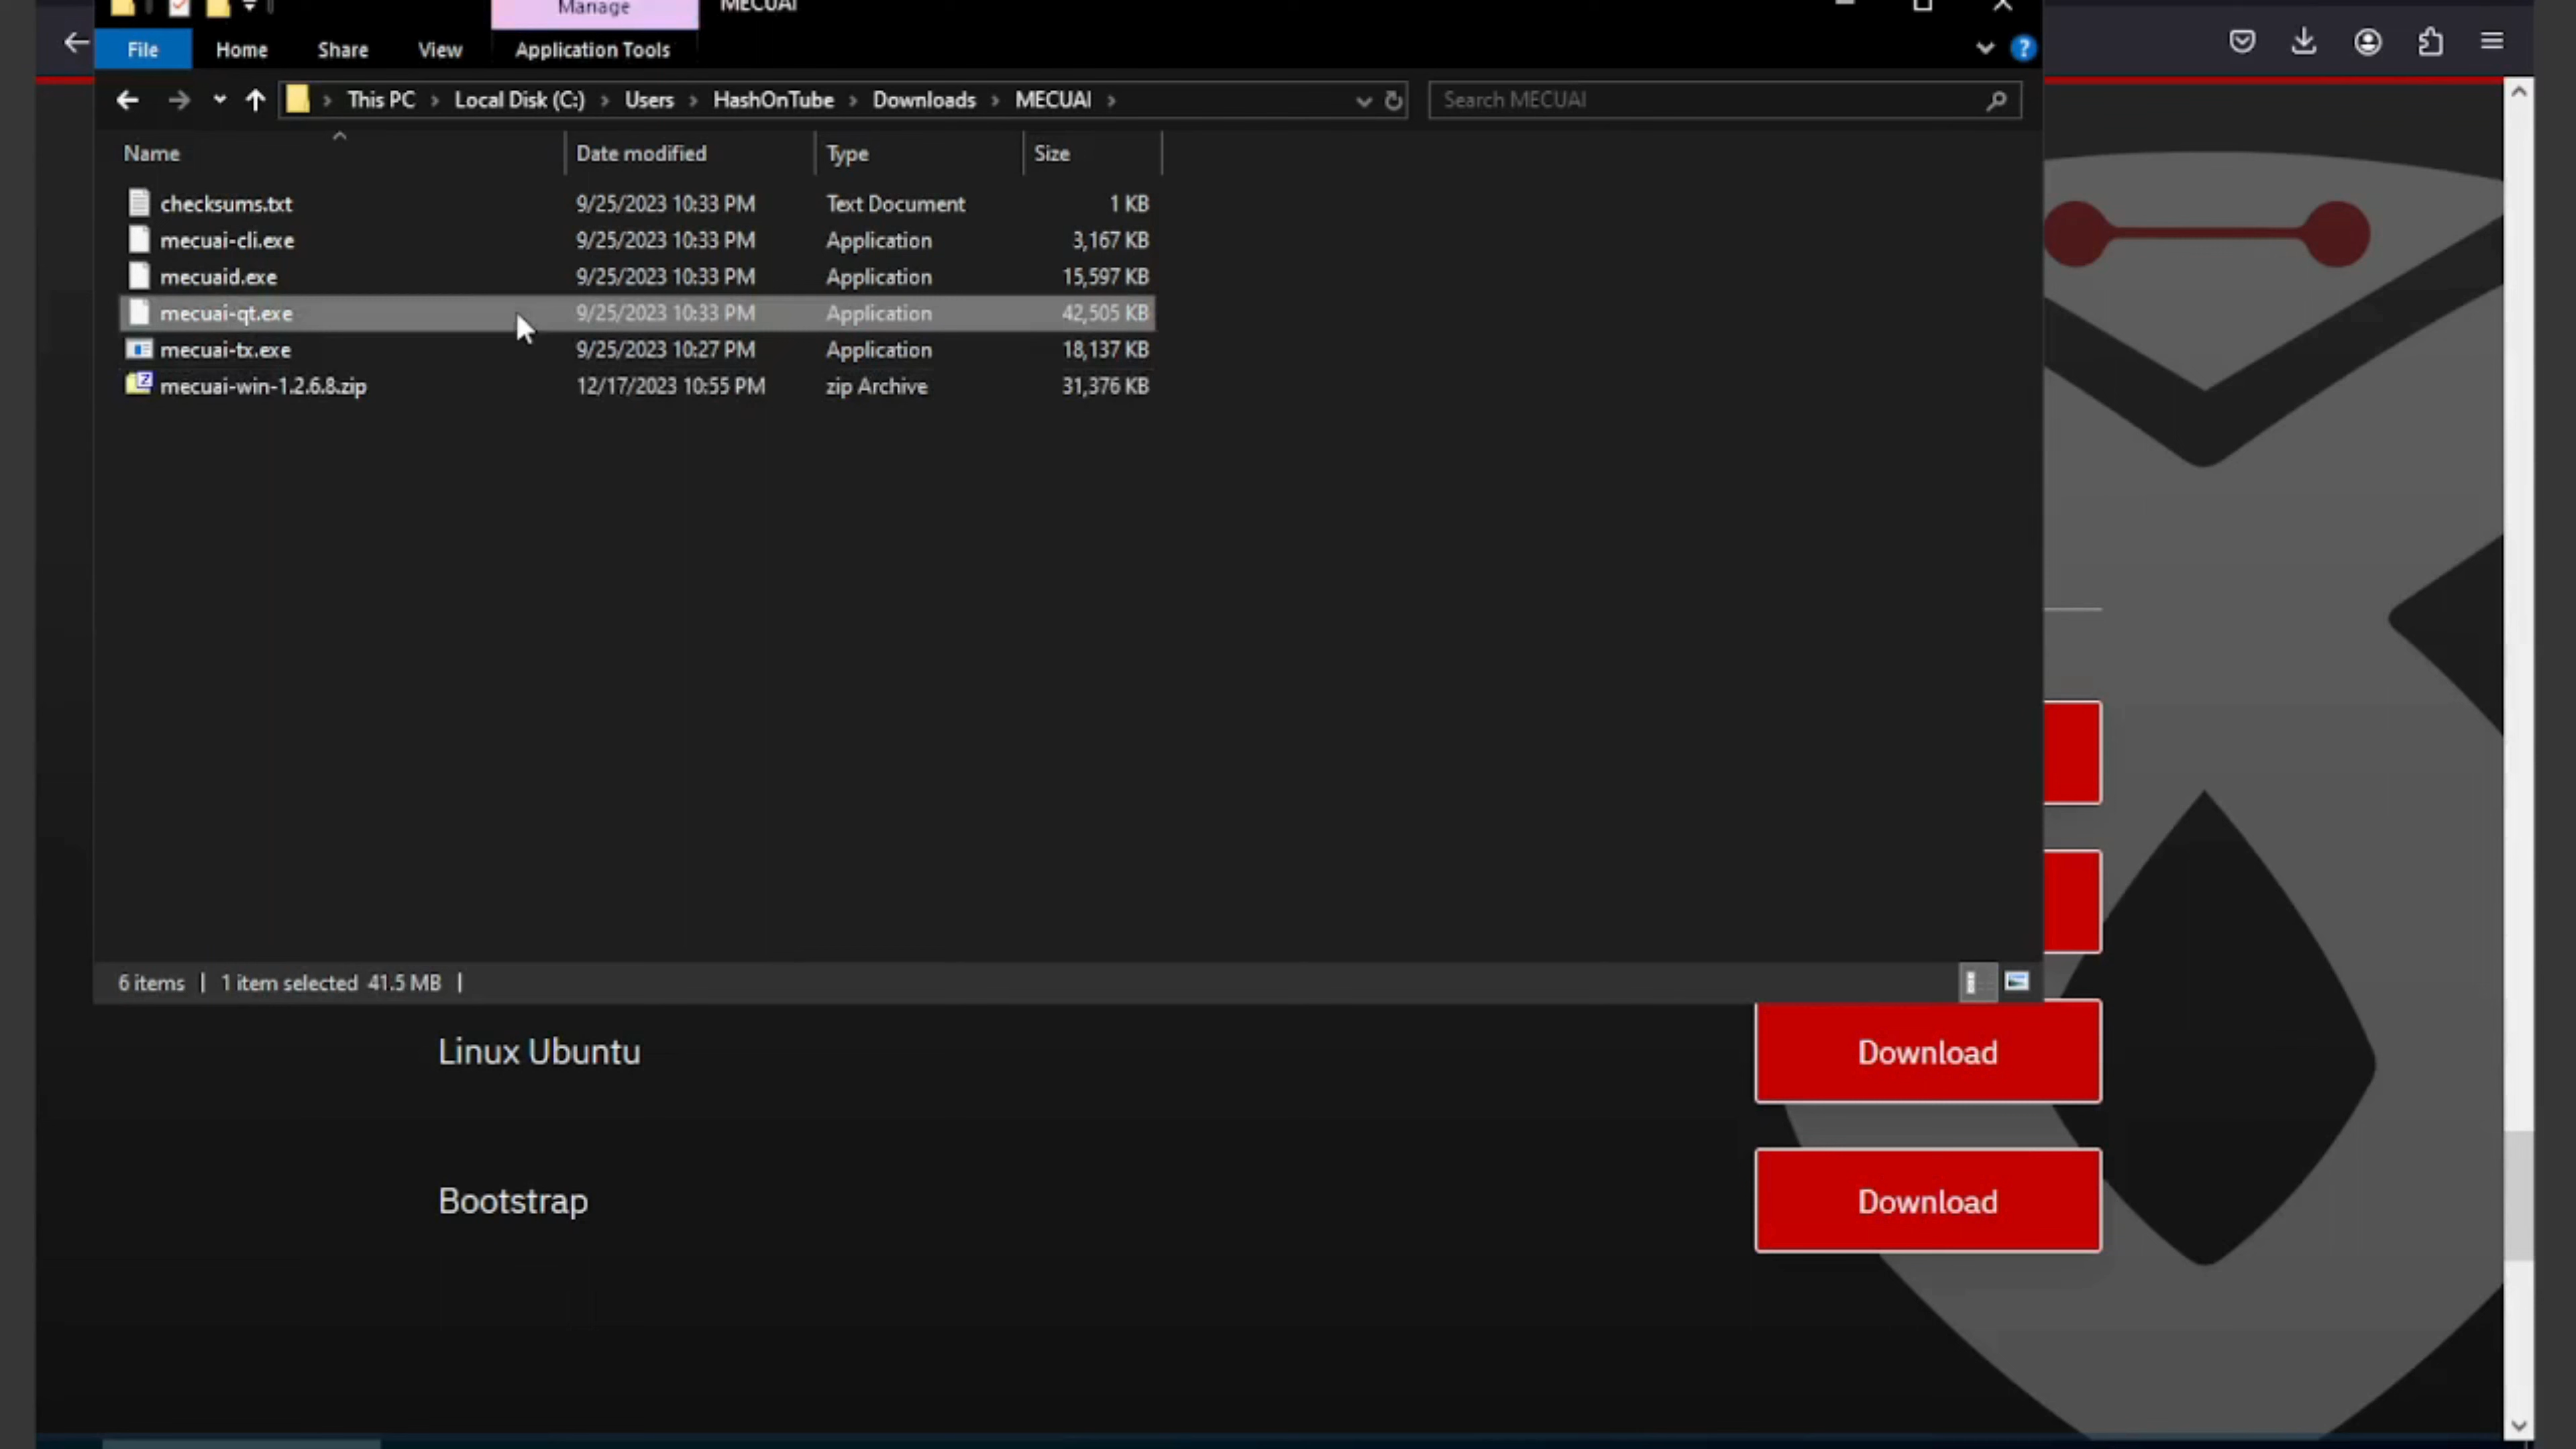 Manage
MECUAI
File Home Share View Application Tools
This PC > Local Disk (C:) > Users > HashOnTube > Downloads > MECUAI >
Search MECUAI
Name Date modified Type Size
checksums.txt 9/25/2023 10:33 PM Text Document 1 KB
mecuai-cli.exe 9/25/2023 10:33 PM Application 3,167 KB
mecuaid.exe 9/25/2023 10:33 PM Application 15,597 KB
mecuai-qt.exe 9/25/2023 10:33 PM Application 42,505 KB
mecuai-tx.exe 9/25/2023 10:27 PM Application 18,137 KB
mecuai-win-1.2.6.8.zip 12/17/2023 10:55 PM zip Archive 31,376 KB
6 items | 1 item selected 41.5 MB |
Linux Ubuntu Download
Bootstrap Download